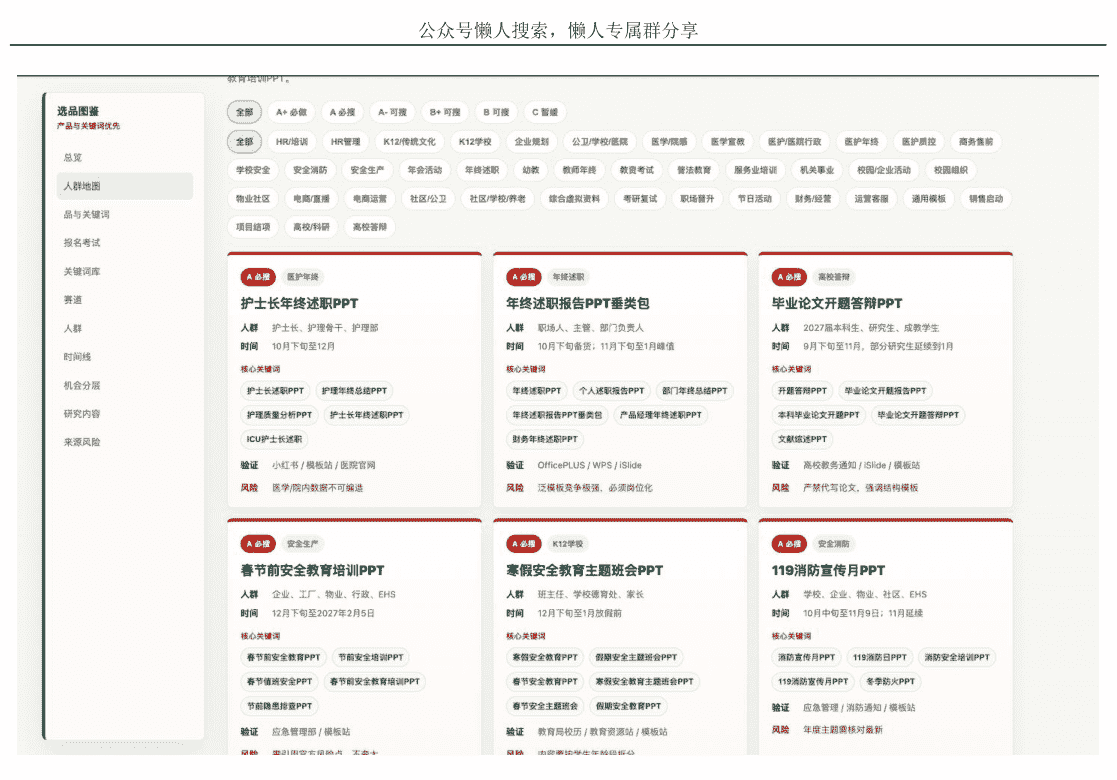 公众号懒人搜索，懒人专属群分享
教育培训PPT。
选品图鉴
产品与关键词优先
总览
人群地图
品与关键词
报名考试
关键词库
赛道
人群
时间线
机会分层
研究内容
来源风险
全部 A+ 必做 A 必搜 A- 可搜 B+ 可搜 B 可搜 C 暂缓
全部 HR/培训 HR管理 K12/传统文化 K12学校 企业规划 公卫/学校/医院 医学/院感 医学宣教 医护/医院行政 医护年终 医护质控 商务售前
学校安全 安全消防 安全生产 年会活动 年终述职 幼教 教师年终 教资考试 普法教育 服务业培训 机关事业 校园/企业活动 校园组织
物业社区 电商/直播 电商运营 社区/公卫 社区/学校/养老 综合虚拟资料 考研复试 职场晋升 节日活动 财务/经营 运营客服 通用模板 销售启动
项目结项 高校/科研 高校答辩
A 必搜 医护年终
护士长年终述职PPT
人群 护士长、护理骨干、护理部
时间 10月下旬至12月
核心关键词
护士长述职PPT 护理年终总结PPT
护理质量分析PPT 护士长年终述职PPT
ICU护士长述职
验证 小红书 / 模板站 / 医院官网
风险 医学/院内数据不可编造
A 必搜 年终述职
年终述职报告PPT垂类包
人群 职场人、主管、部门负责人
时间 10月下旬备货；11月下旬至1月峰值
核心关键词
年终述职PPT 个人述职报告PPT 部门年终总结PPT
年终述职报告PPT垂类包 产品经理年终述职PPT
财务年终述职PPT
验证 OfficePLUS / WPS / iSlide
风险 泛模板竞争极强、必须岗位化
A 必搜 高校答辩
毕业论文开题答辩PPT
人群 2027届本科生、研究生、成教学生
时间 9月下旬至11月，部分研究生延续到1月
核心关键词
开题答辩PPT 毕业论文开题报告PPT
本科毕业论文开题PPT 毕业论文开题答辩PPT
文献综述PPT
验证 高校教务通知 / iSlide / 模板站
风险 严禁代写论文，强调结构模板
A 必搜 安全生产
春节前安全教育培训PPT
人群 企业、工厂、物业、行政、EHS
时间 12月下旬至2027年2月5日
核心关键词
春节前安全教育PPT 节前安全培训PPT
春节值班安全PPT 春节前安全教育培训PPT
节前隐患排查PPT
验证 应急管理部 / 模板站
A 必搜 K12学校
寒假安全教育主题班会PPT
人群 班主任、学校德育处、家长
时间 12月下旬至1月放假前
核心关键词
寒假安全教育PPT 假期安全主题班会PPT
春节安全教育PPT 寒假安全教育主题班会PPT
春节安全主题班会 假期安全教育PPT
验证 教育局校历 / 教育资源站 / 模板站
A 必搜 安全消防
119消防宣传月PPT
人群 学校、企业、物业、社区、EHS
时间 10月中旬至11月9日；11月延续
核心关键词
消防宣传月PPT 119消防日PPT 消防安全培训PPT
119消防宣传月PPT 冬季防火PPT
验证 应急管理 / 消防通知 / 模板站
风险 年度主题需核对最新